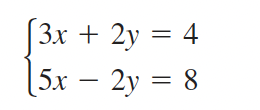 3x + 2y = 4
5x − 2y = 8